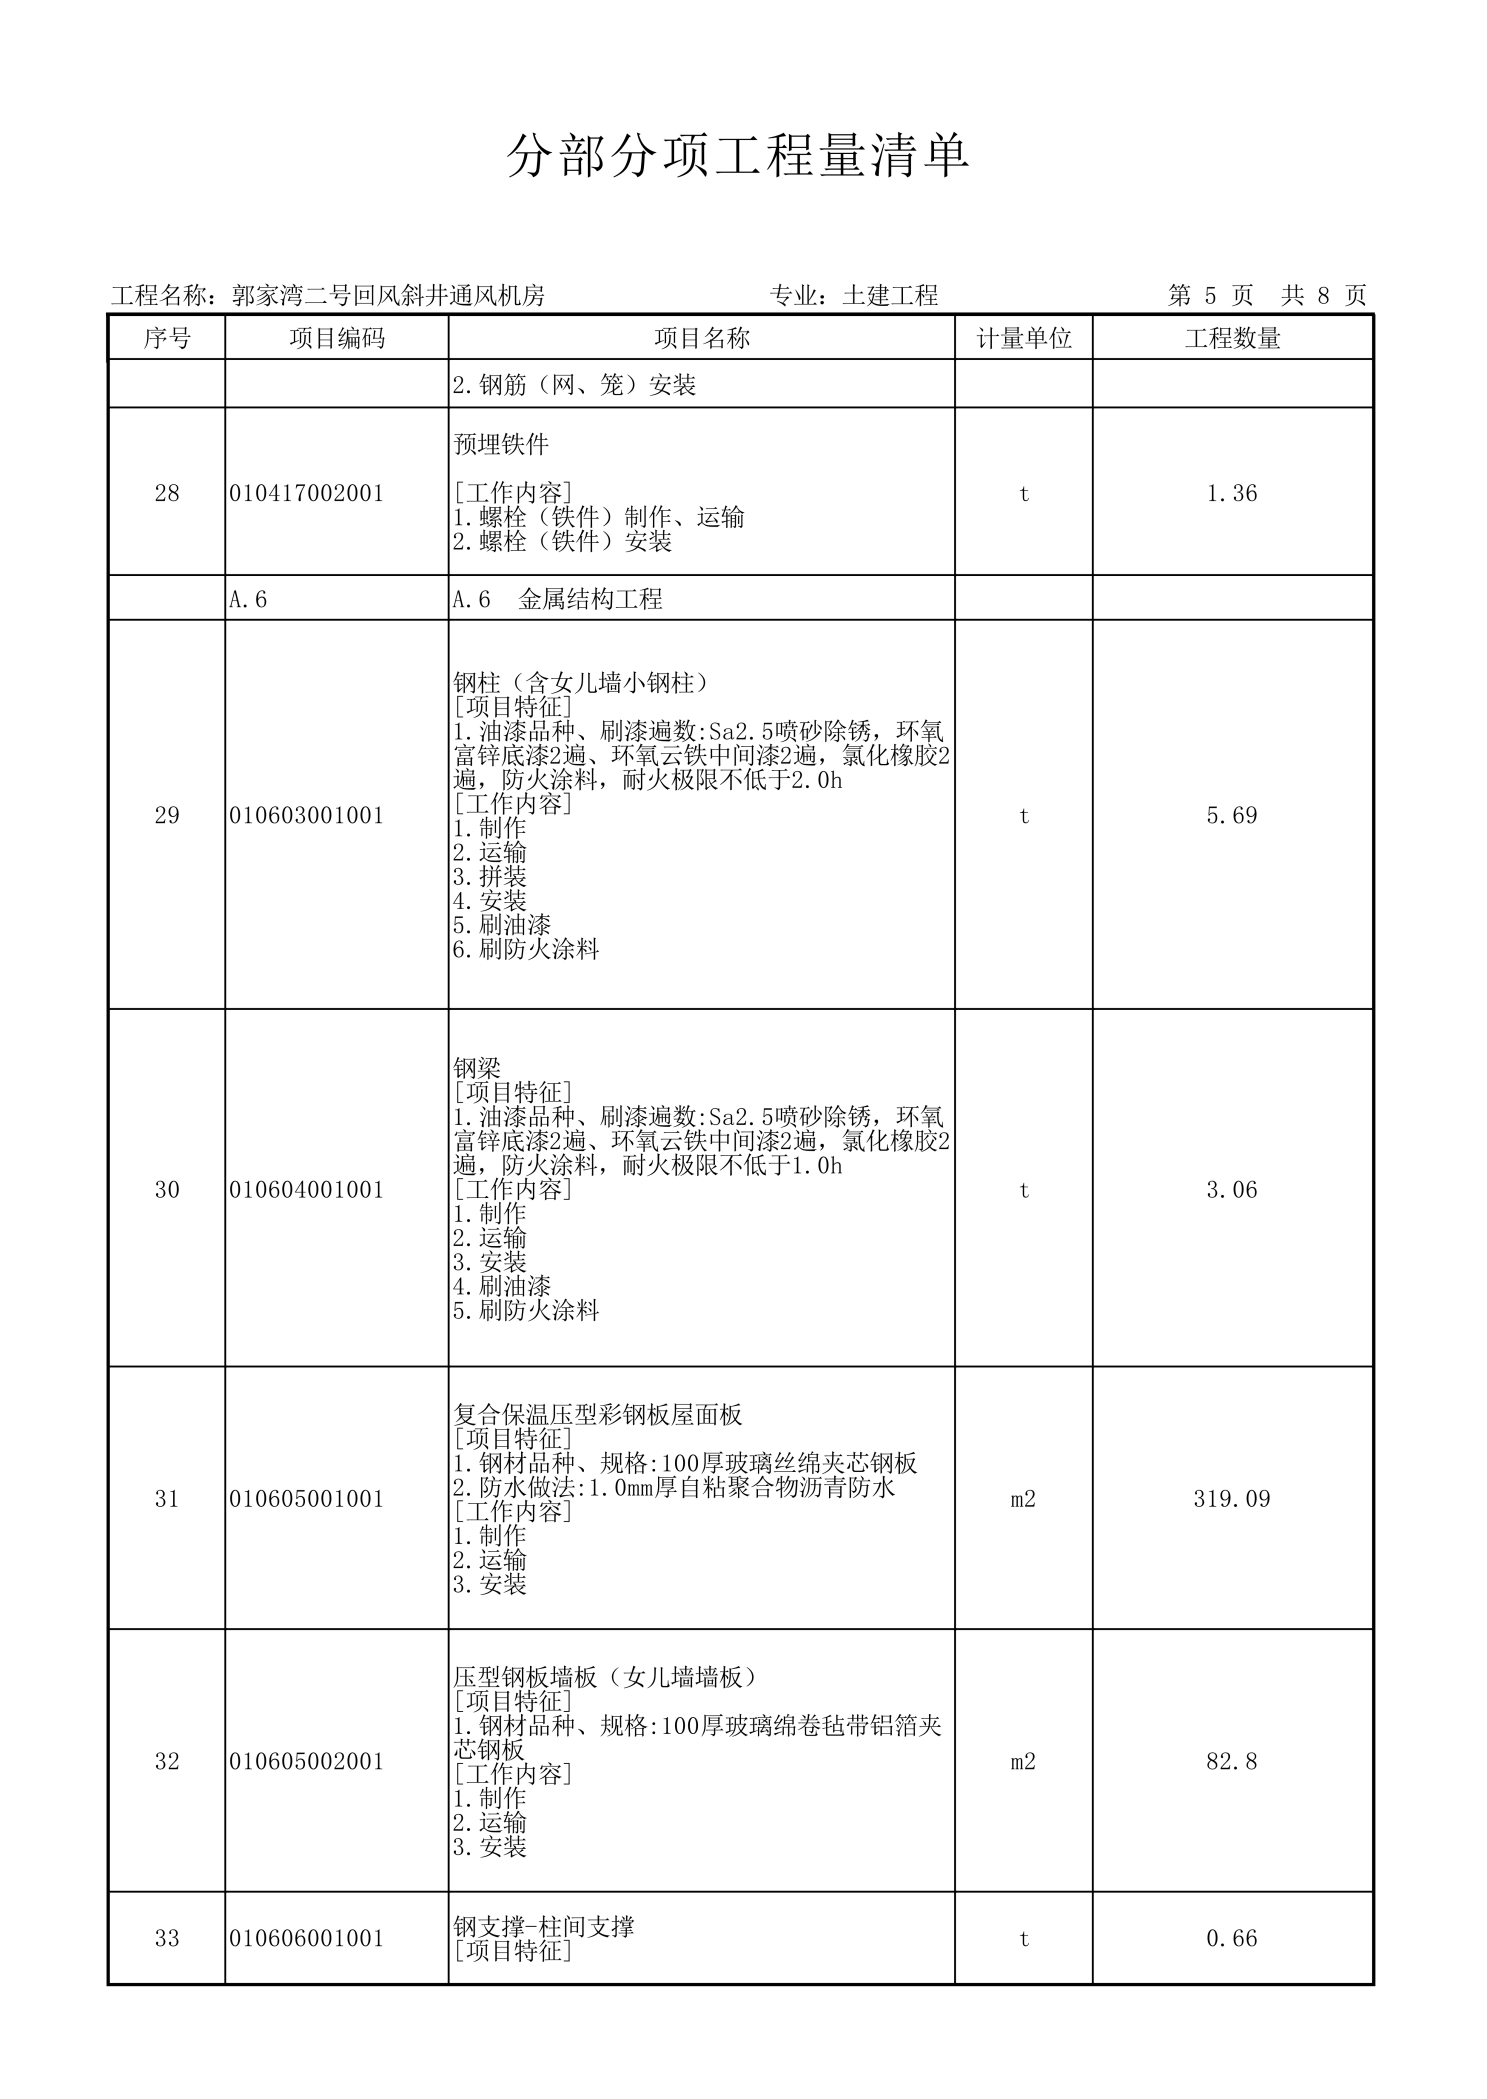 分部分项工程量清单
工程名称：郭家湾二号回风斜井通风机房 专业：土建工程 第 5 页 共 8 页
序号 项目编码 项目名称 计量单位 工程数量
2.钢筋（网、笼）安装
预埋铁件
28 010417002001 [工作内容] t 1.36
1.螺栓（铁件）制作、运输
2.螺栓（铁件）安装
A.6 A.6 金属结构工程
钢柱（含女儿墙小钢柱）
[项目特征]
1.油漆品种、刷漆遍数:Sa2.5喷砂除锈，环氧
富锌底漆2遍、环氧云铁中间漆2遍，氯化橡胶2
遍，防火涂料，耐火极限不低于2.0h
[工作内容]
29 010603001001 1.制作 t 5.69
2.运输
3.拼装
4.安装
5.刷油漆
6.刷防火涂料
钢梁
[项目特征]
1.油漆品种、刷漆遍数:Sa2.5喷砂除锈，环氧
富锌底漆2遍、环氧云铁中间漆2遍，氯化橡胶2
遍，防火涂料，耐火极限不低于1.0h
30 010604001001 [工作内容] t 3.06
1.制作
2.运输
3.安装
4.刷油漆
5.刷防火涂料
复合保温压型彩钢板屋面板
[项目特征]
1.钢材品种、规格:100厚玻璃丝绵夹芯钢板
2.防水做法:1.0mm厚自粘聚合物沥青防水
31 010605001001 [工作内容] m2 319.09
1.制作
2.运输
3.安装
压型钢板墙板（女儿墙墙板）
[项目特征]
1.钢材品种、规格:100厚玻璃绵卷毡带铝箔夹
芯钢板
32 010605002001 [工作内容] m2 82.8
1.制作
2.运输
3.安装
钢支撑-柱间支撑
33 010606001001 [项目特征] t 0.66